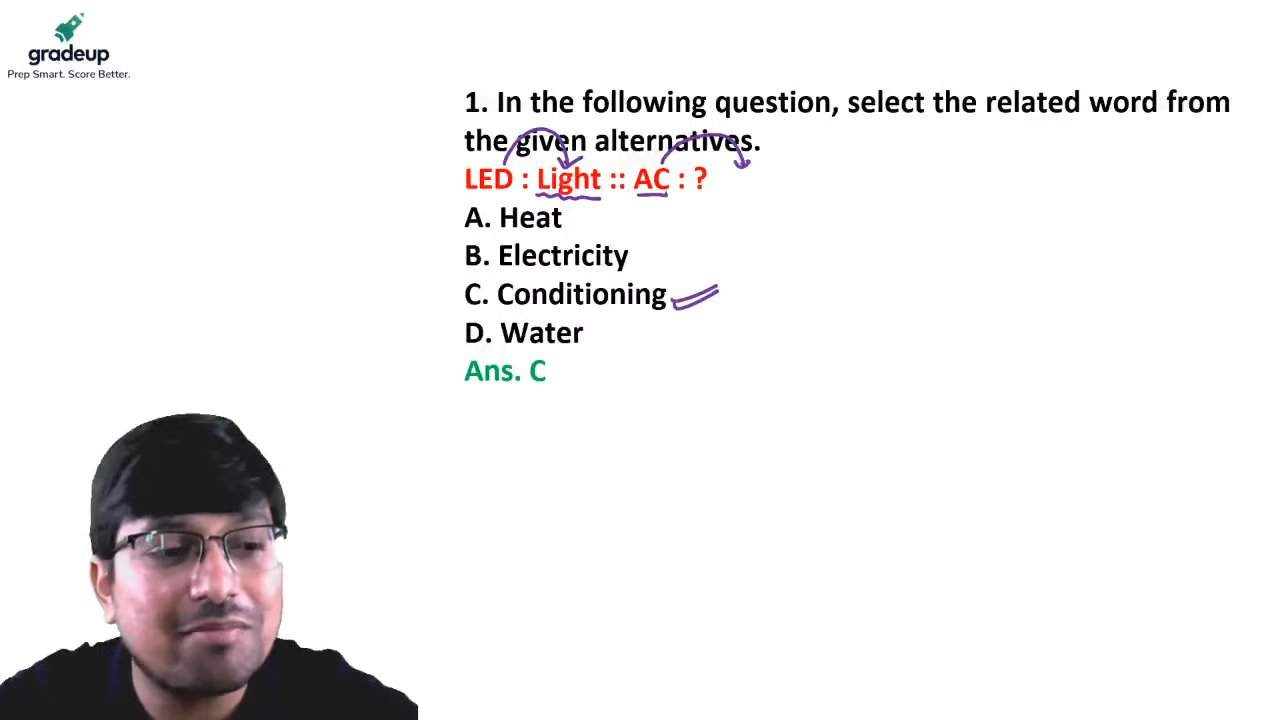 gradeup
Prep Smart. Score Better.
1. In the following question, select the related word from
the given alternatives.
LED : Light :: AC : ?
A. Heat
B. Electricity
C. Conditioning
D. Water
Ans. C